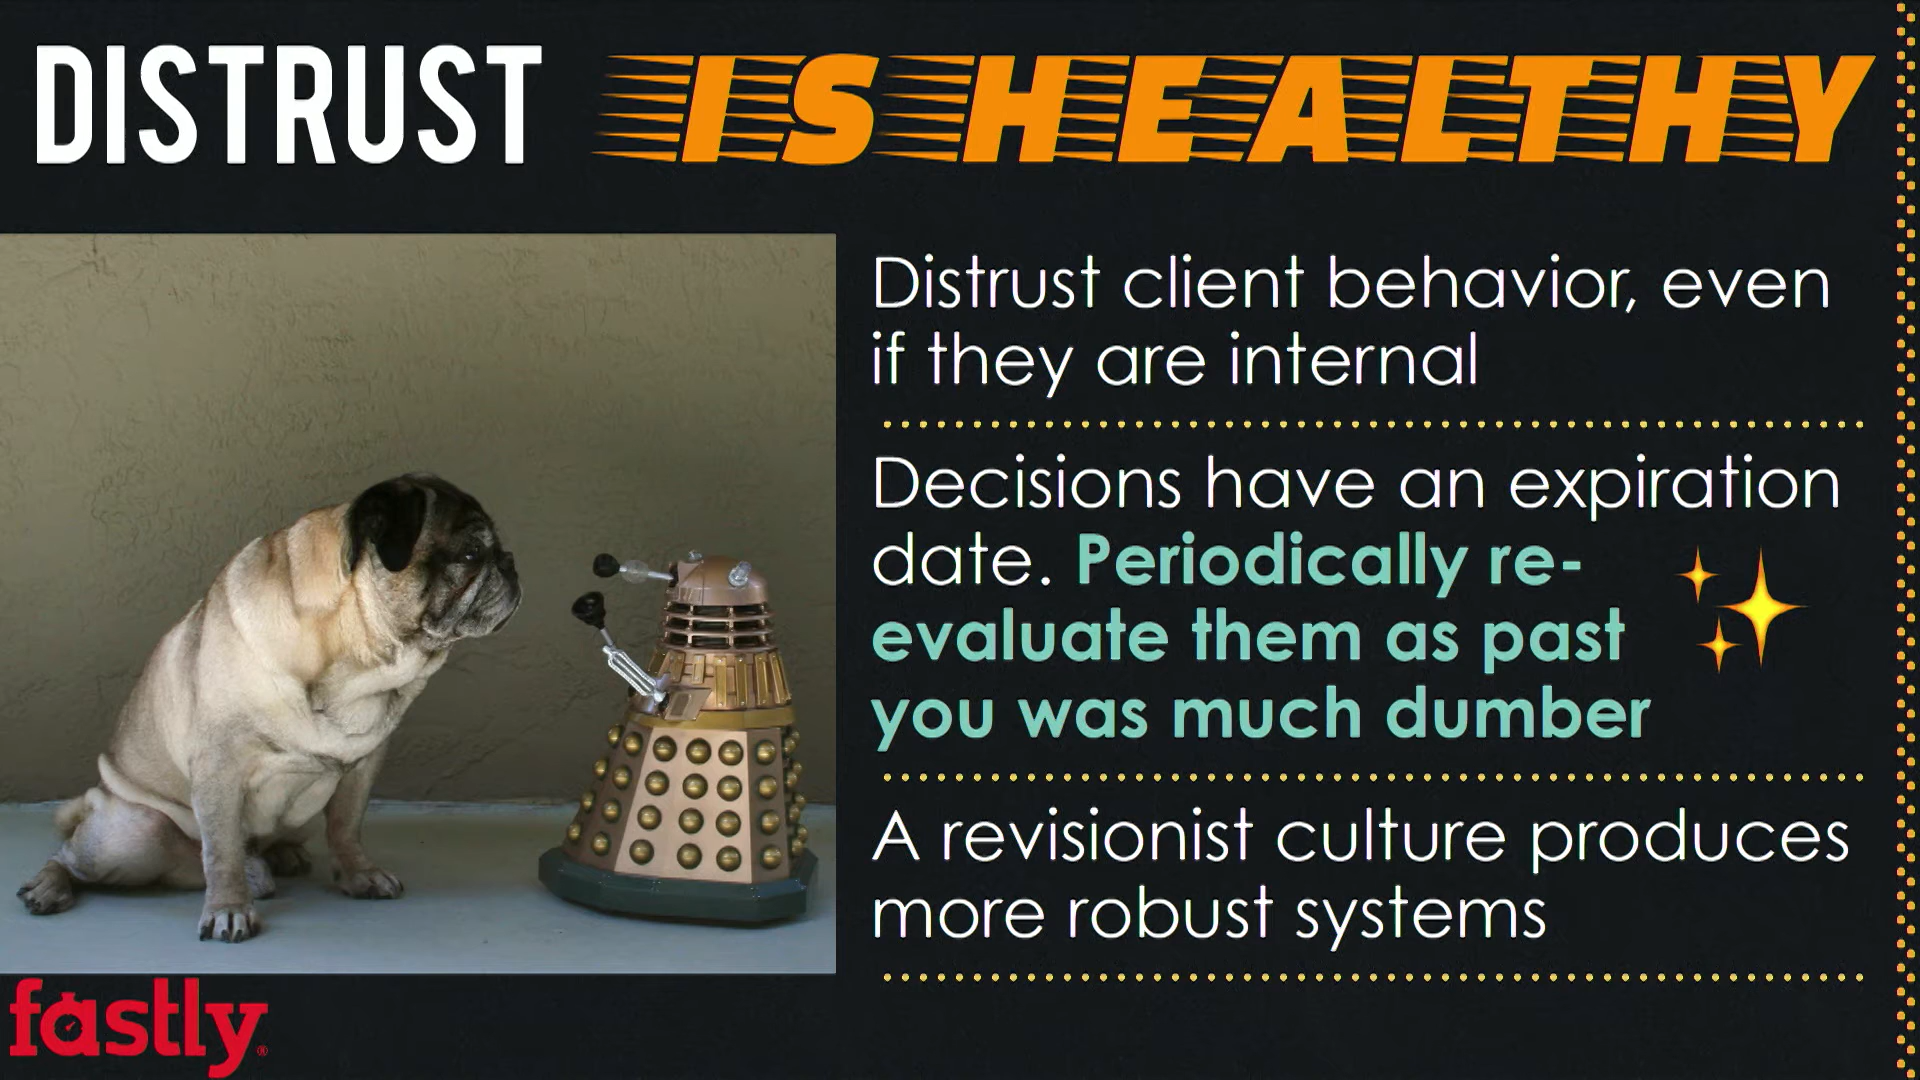 DISTRUST IS HEALTHY
Distrust client behavior, even
if they are internal
Decisions have an expiration
date. Periodically re-
evaluate them as past
you was much dumber
A revisionist culture produces
more robust systems
fastly®